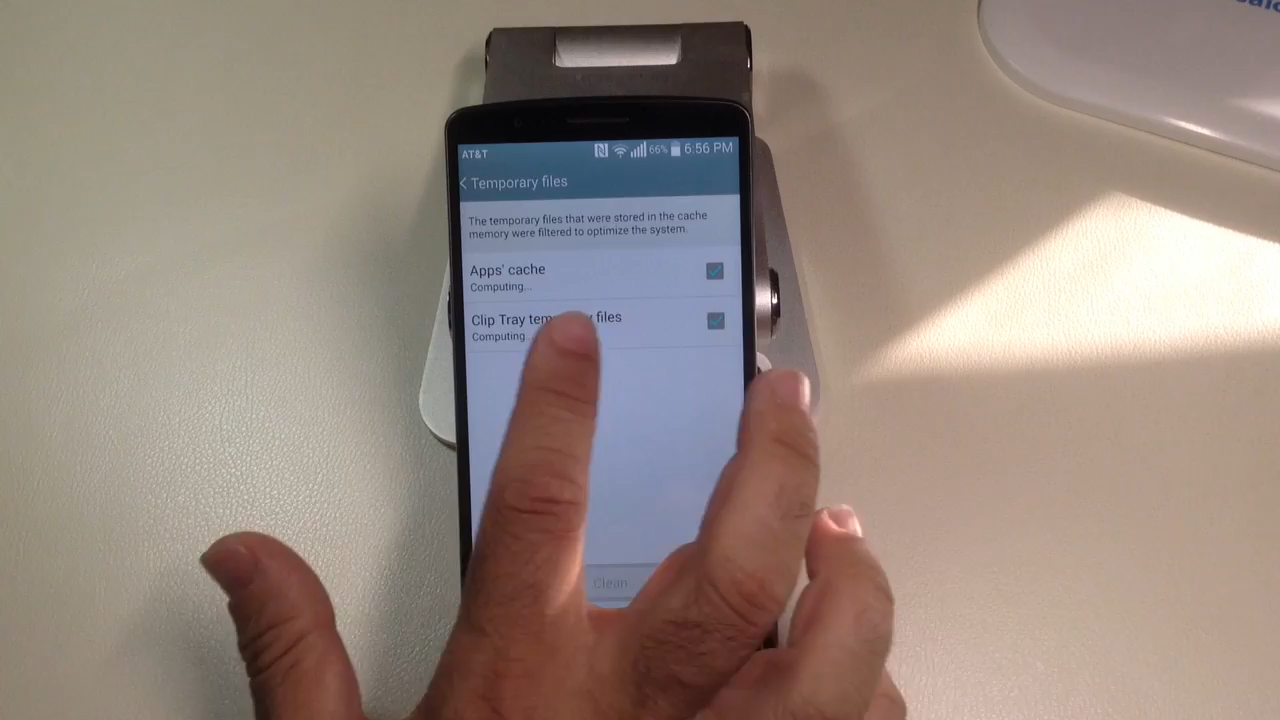 AT&T 66% 6:56 PM
Temporary files
The temporary files that were stored in the cache
memory were filtered to optimize the system.
Apps' cache
Computing...
Clip Tray files
Computing...
Clean